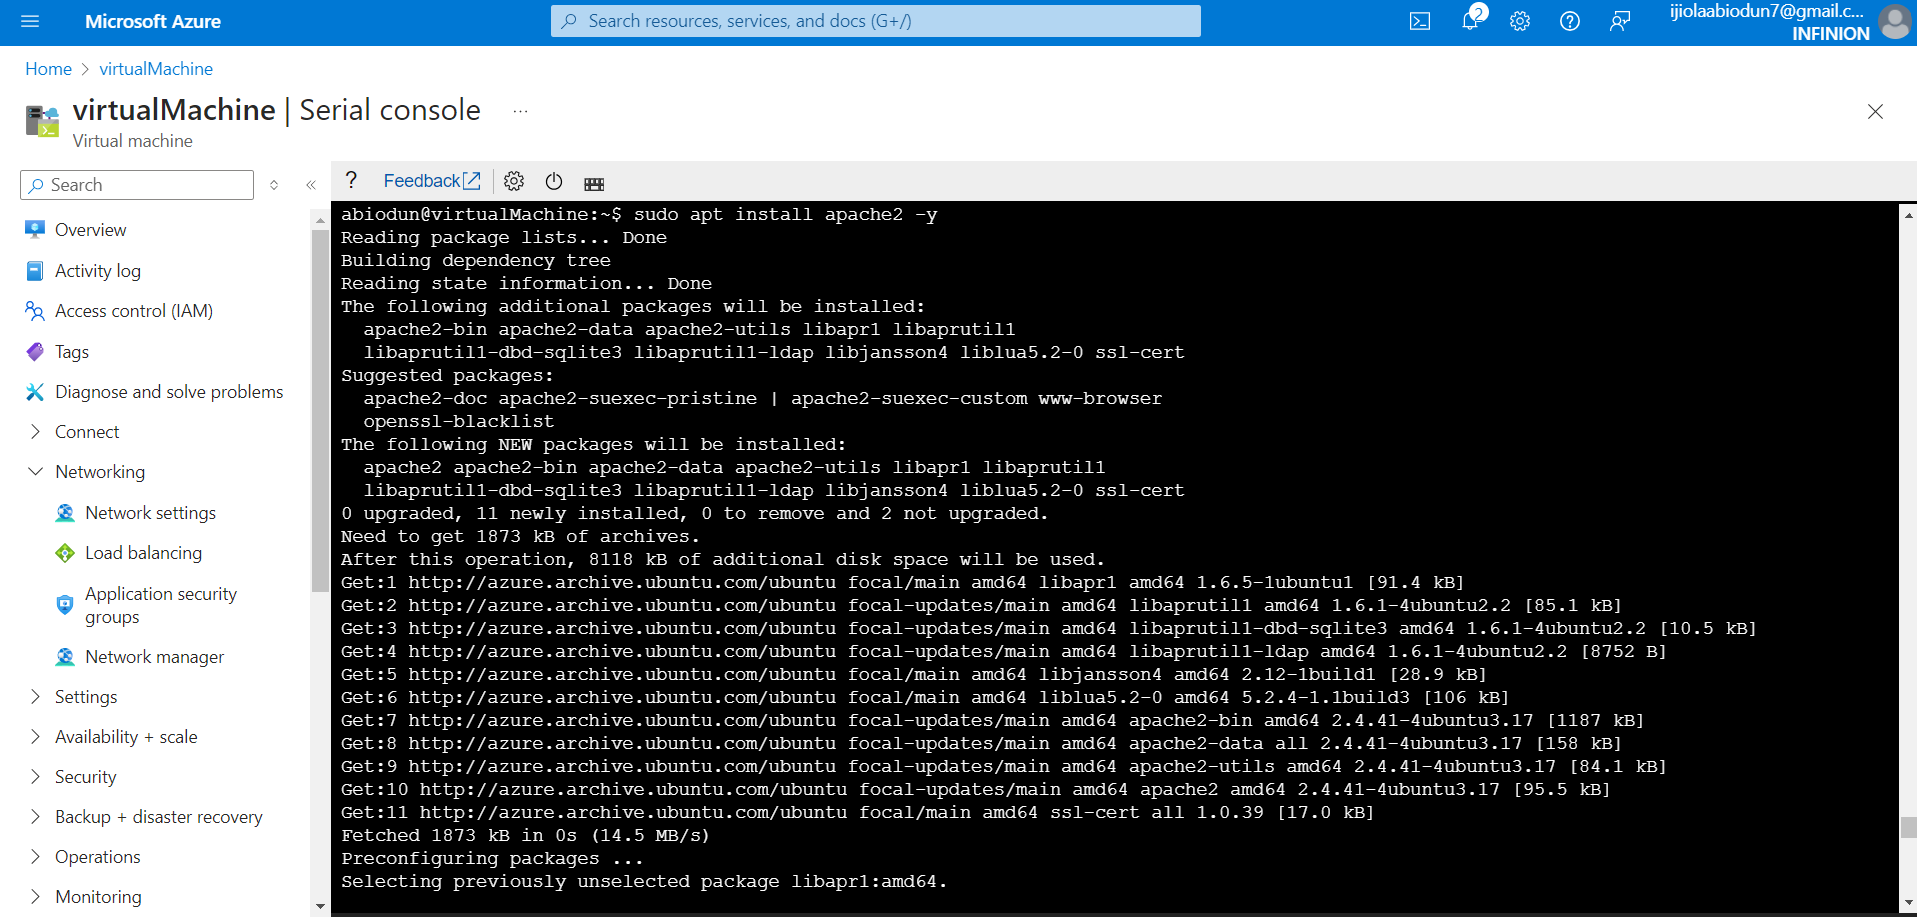 Microsoft Azure
Search resources, services, and docs (G+/)
2
ijiolaabiodun7@gmail.c...
INFINION
Home > virtualMachine
virtualMachine | Serial console ...
Virtual machine
Search
Overview
Activity log
Access control (IAM)
Tags
Diagnose and solve problems
Connect
Networking
Network settings
Load balancing
Application security
groups
Network manager
Settings
Availability + scale
Security
Backup + disaster recovery
Operations
Monitoring
? Feedback
abiodun@virtualMachine:~$ sudo apt install apache2 -y
Reading package lists... Done
Building dependency tree
Reading state information... Done
The following additional packages will be installed:
  apache2-bin apache2-data apache2-utils libapr1 libaprutil1
  libaprutil1-dbd-sqlite3 libaprutil1-ldap libjansson4 liblua5.2-0 ssl-cert
Suggested packages:
  apache2-doc apache2-suexec-pristine | apache2-suexec-custom www-browser
  openssl-blacklist
The following NEW packages will be installed:
  apache2 apache2-bin apache2-data apache2-utils libapr1 libaprutil1
  libaprutil1-dbd-sqlite3 libaprutil1-ldap libjansson4 liblua5.2-0 ssl-cert
0 upgraded, 11 newly installed, 0 to remove and 2 not upgraded.
Need to get 1873 kB of archives.
After this operation, 8118 kB of additional disk space will be used.
Get:1 http://azure.archive.ubuntu.com/ubuntu focal/main amd64 libapr1 amd64 1.6.5-1ubuntu1 [91.4 kB]
Get:2 http://azure.archive.ubuntu.com/ubuntu focal-updates/main amd64 libaprutil1 amd64 1.6.1-4ubuntu2.2 [85.1 kB]
Get:3 http://azure.archive.ubuntu.com/ubuntu focal-updates/main amd64 libaprutil1-dbd-sqlite3 amd64 1.6.1-4ubuntu2.2 [10.5 kB]
Get:4 http://azure.archive.ubuntu.com/ubuntu focal-updates/main amd64 libaprutil1-ldap amd64 1.6.1-4ubuntu2.2 [8752 B]
Get:5 http://azure.archive.ubuntu.com/ubuntu focal/main amd64 libjansson4 amd64 2.12-1build1 [28.9 kB]
Get:6 http://azure.archive.ubuntu.com/ubuntu focal/main amd64 liblua5.2-0 amd64 5.2.4-1.1build3 [106 kB]
Get:7 http://azure.archive.ubuntu.com/ubuntu focal-updates/main amd64 apache2-bin amd64 2.4.41-4ubuntu3.17 [1187 kB]
Get:8 http://azure.archive.ubuntu.com/ubuntu focal-updates/main amd64 apache2-data all 2.4.41-4ubuntu3.17 [158 kB]
Get:9 http://azure.archive.ubuntu.com/ubuntu focal-updates/main amd64 apache2-utils amd64 2.4.41-4ubuntu3.17 [84.1 kB]
Get:10 http://azure.archive.ubuntu.com/ubuntu focal-updates/main amd64 apache2 amd64 2.4.41-4ubuntu3.17 [95.5 kB]
Get:11 http://azure.archive.ubuntu.com/ubuntu focal/main amd64 ssl-cert all 1.0.39 [17.0 kB]
Fetched 1873 kB in 0s (14.5 MB/s)
Preconfiguring packages ...
Selecting previously unselected package libapr1:amd64.